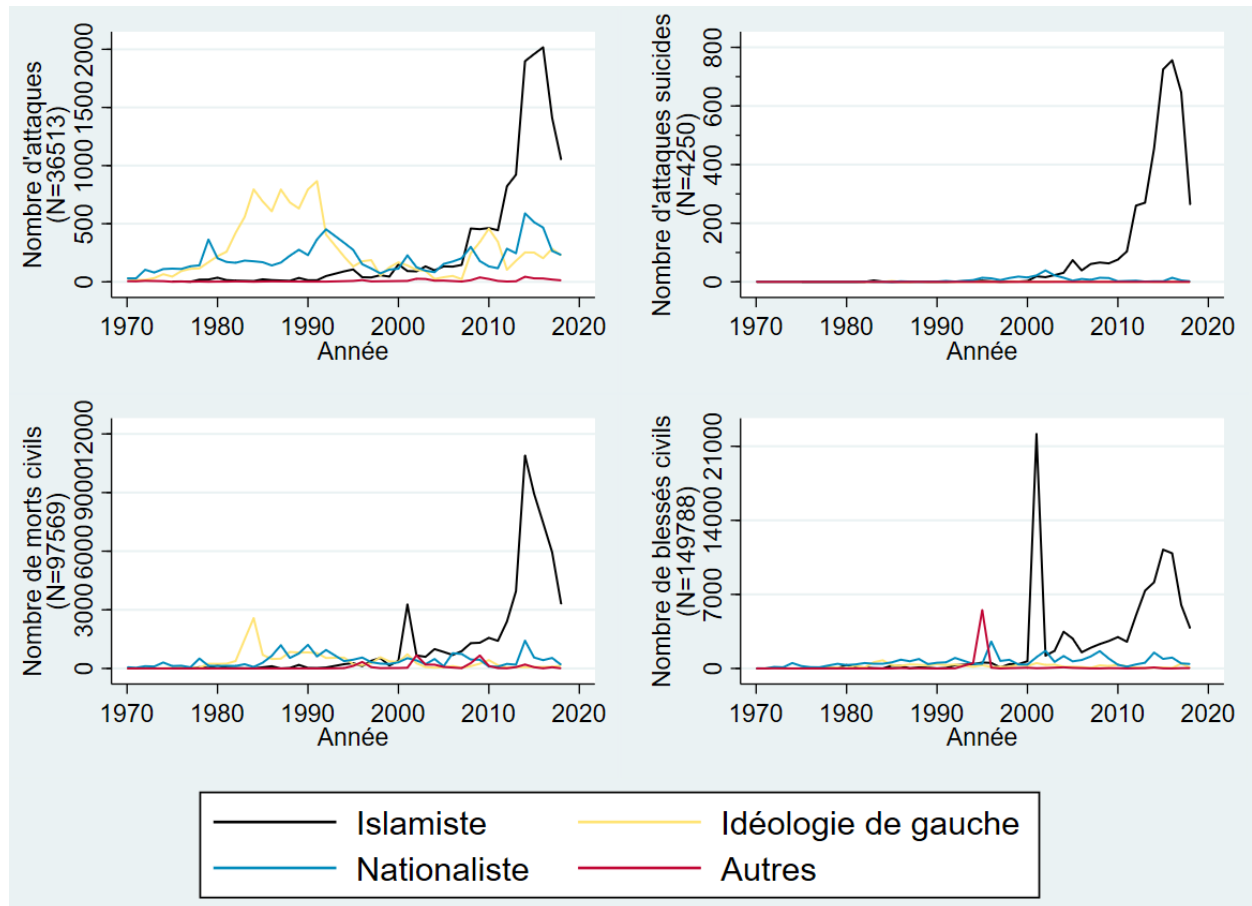 Nombre d'attaques
(N=36513)
2000
1500
1000
500
0
1970 1980 1990 2000 2010 2020
Année
Nombre d'attaques suicides
(N=4250)
800
600
400
200
0
1970 1980 1990 2000 2010 2020
Année
Nombre de morts civils
(N=97569)
12000
9000
6000
3000
0
1970 1980 1990 2000 2010 2020
Année
Nombre de blessés civils
(N=149788)
21000
14000
7000
0
1970 1980 1990 2000 2010 2020
Année
Islamiste Idéologie de gauche
Nationaliste Autres